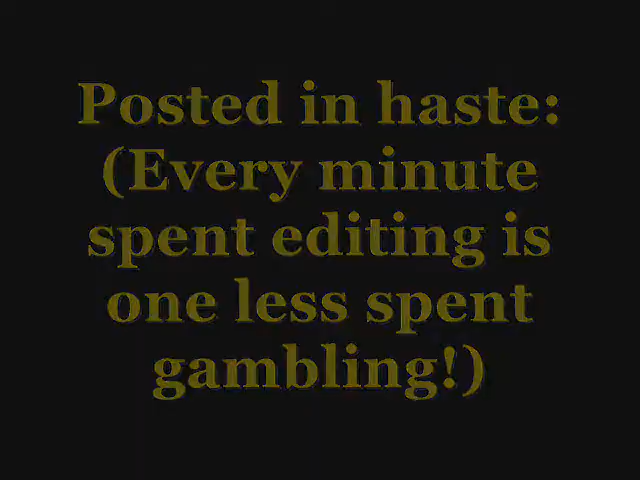 Posted in haste:
(Every minute
spent editing is
one less spent
gambling!)